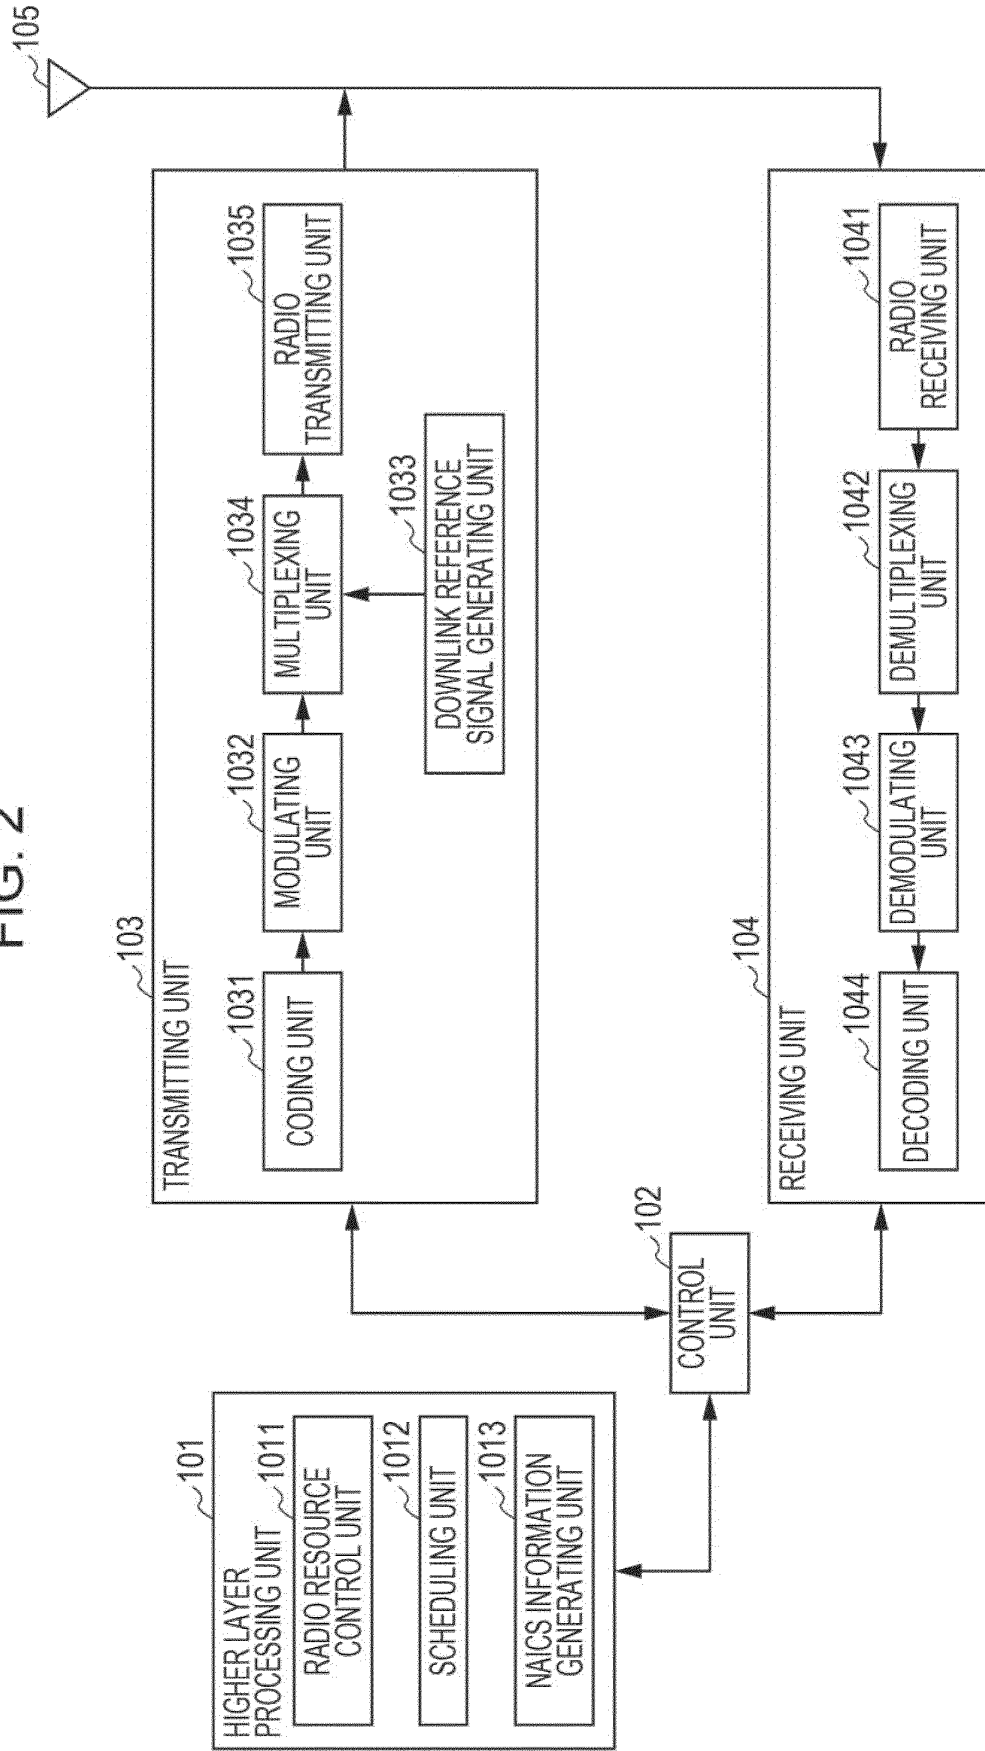 FIG. 2
101
HIGHER LAYER
PROCESSING UNIT
1011
RADIO RESOURCE
CONTROL UNIT
1012
SCHEDULING UNIT
1013
NAICS INFORMATION
GENERATING UNIT
102
CONTROL
UNIT
103
TRANSMITTING UNIT
1031
CODING UNIT
1032
MODULATING
UNIT
1034
MULTIPLEXING
UNIT
1035
RADIO
TRANSMITTING UNIT
1033
DOWNLINK REFERENCE
SIGNAL GENERATING UNIT
105
104
RECEIVING UNIT
1044
DECODING UNIT
1043
DEMODULATING
UNIT
1042
DEMULTIPLEXING
UNIT
1041
RADIO
RECEIVING UNIT